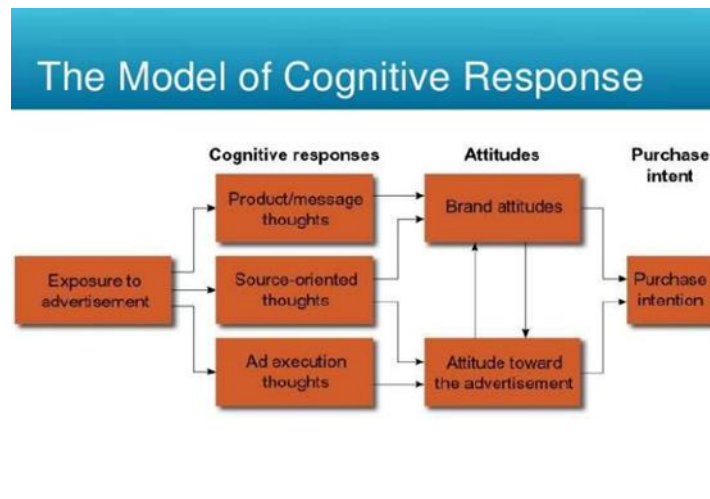 The Model of Cognitive Response
Cognitive responses
Attitudes
Purchase
intent
Product/message
thoughts
Brand attitudes
Exposure to
advertisement
Source-oriented
thoughts
Purchase
intention
Ad execution
thoughts
Attitude toward
the advertisement